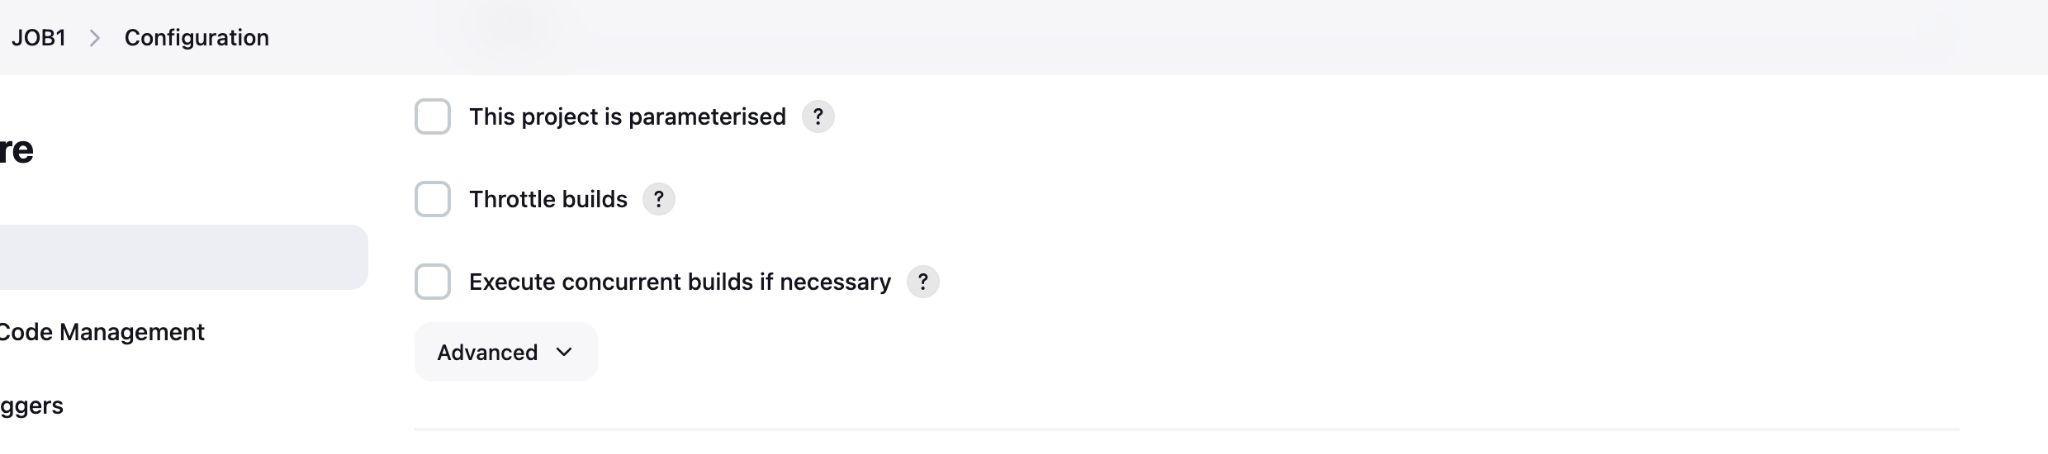 JOB1 > Configuration
This project is parameterised ?
re
Throttle builds ?
Execute concurrent builds if necessary ?
Code Management
Advanced
ggers